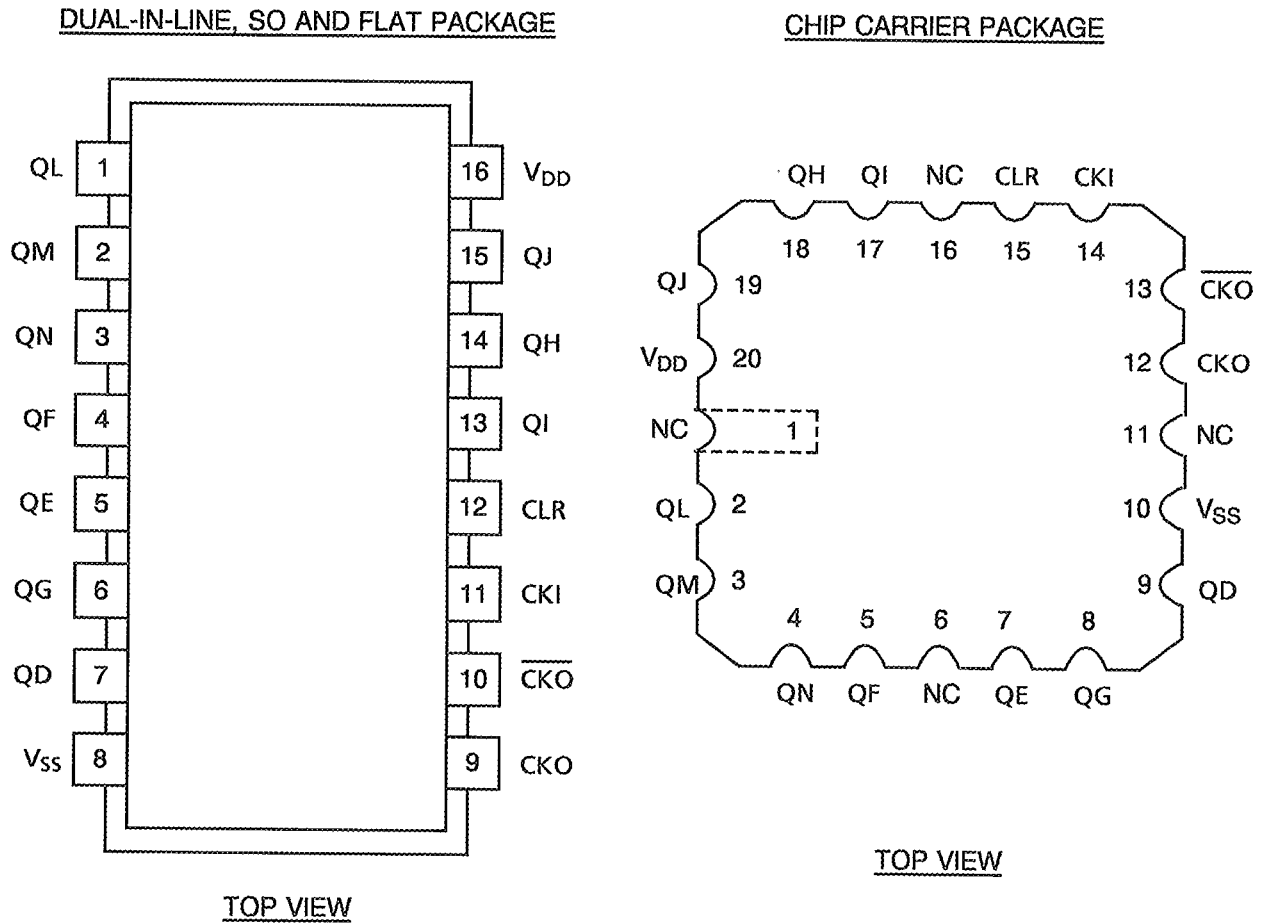 DUAL-IN-LINE, SO AND FLAT PACKAGE
QL 1 16 VDD
QM 2 15 QJ
QN 3 14 QH
QF 4 13 QI
QE 5 12 CLR
QG 6 11 CKI
QD 7 10 C̅K̅O̅
VSS 8 9 CKO
TOP VIEW
CHIP CARRIER PACKAGE
QH QI NC CLR CKI
18 17 16 15 14
QJ 19 13 C̅K̅O̅
VDD 20 12 CKO
NC 1 11 NC
QL 2 10 VSS
QM 3 9 QD
4 5 6 7 8
QN QF NC QE QG
TOP VIEW